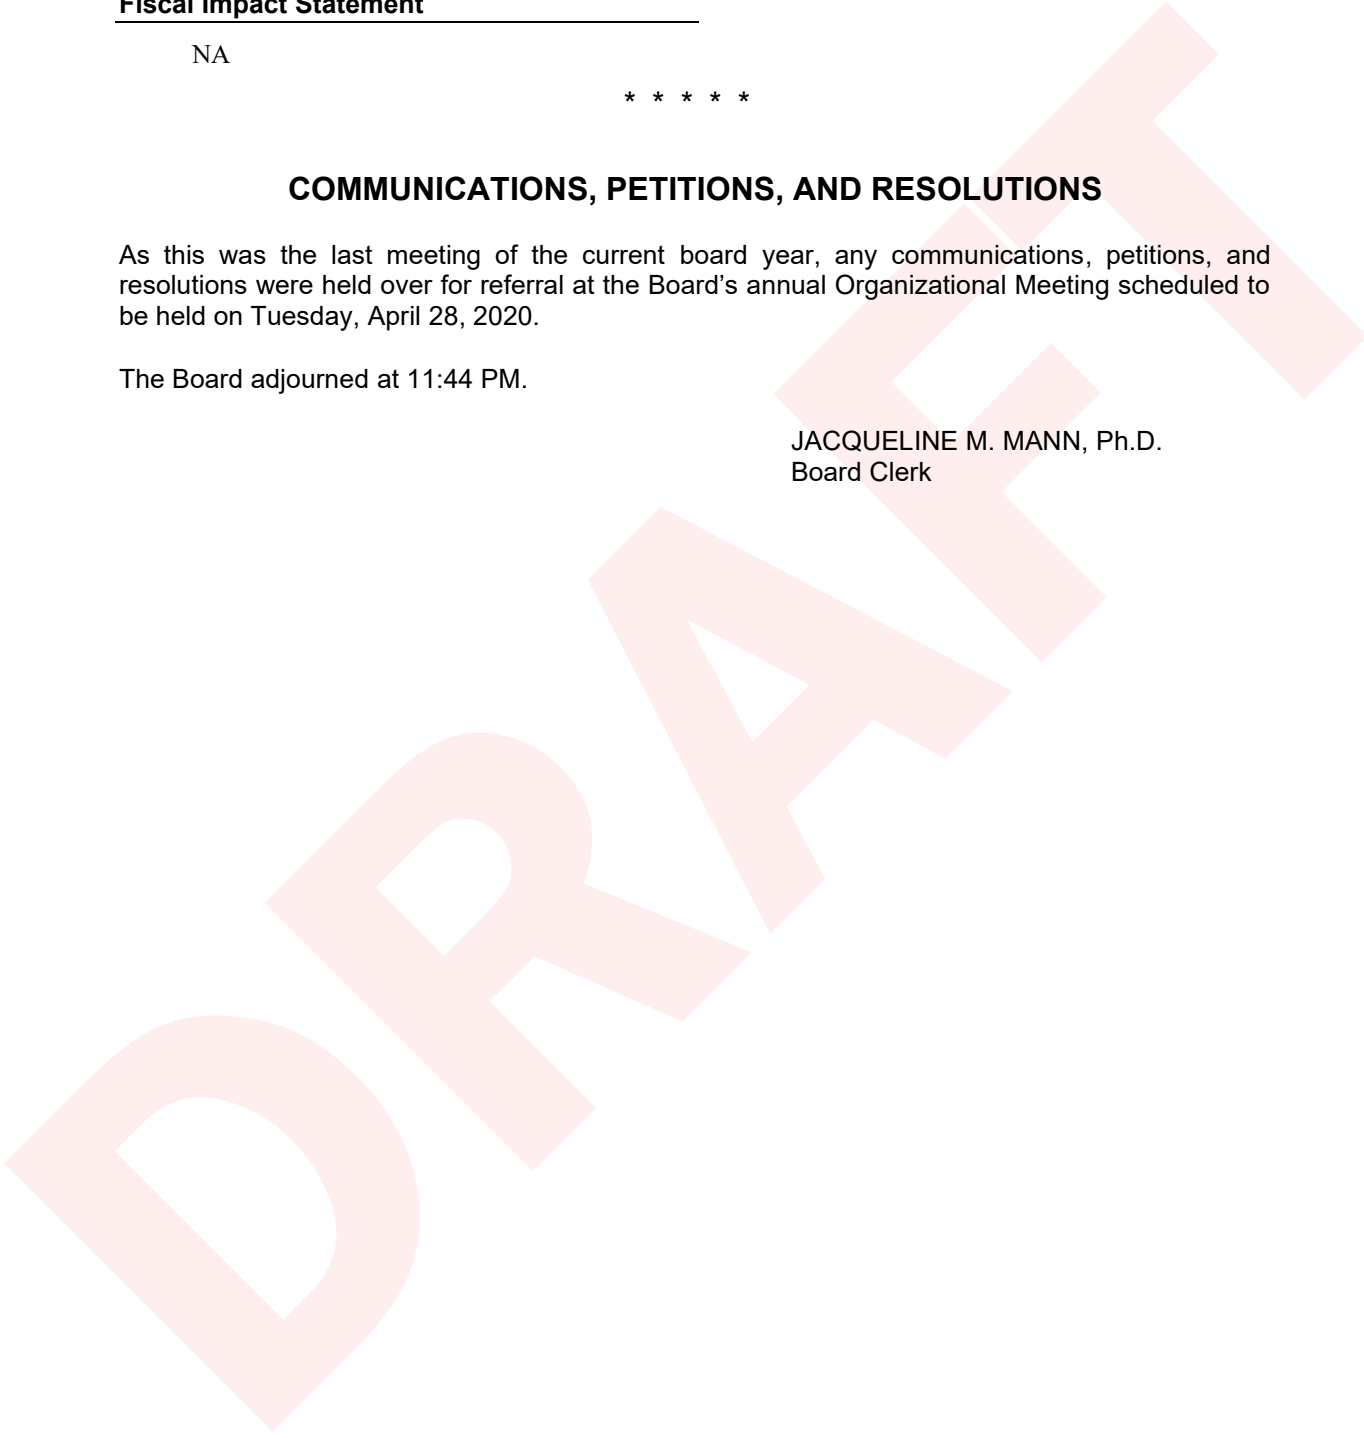 Fiscal Impact Statement
NA
* * * * *
COMMUNICATIONS, PETITIONS, AND RESOLUTIONS
As this was the last meeting of the current board year, any communications, petitions, and
resolutions were held over for referral at the Board’s annual Organizational Meeting scheduled to
be held on Tuesday, April 28, 2020.
The Board adjourned at 11:44 PM.
JACQUELINE M. MANN, Ph.D.
Board Clerk
DRAFT